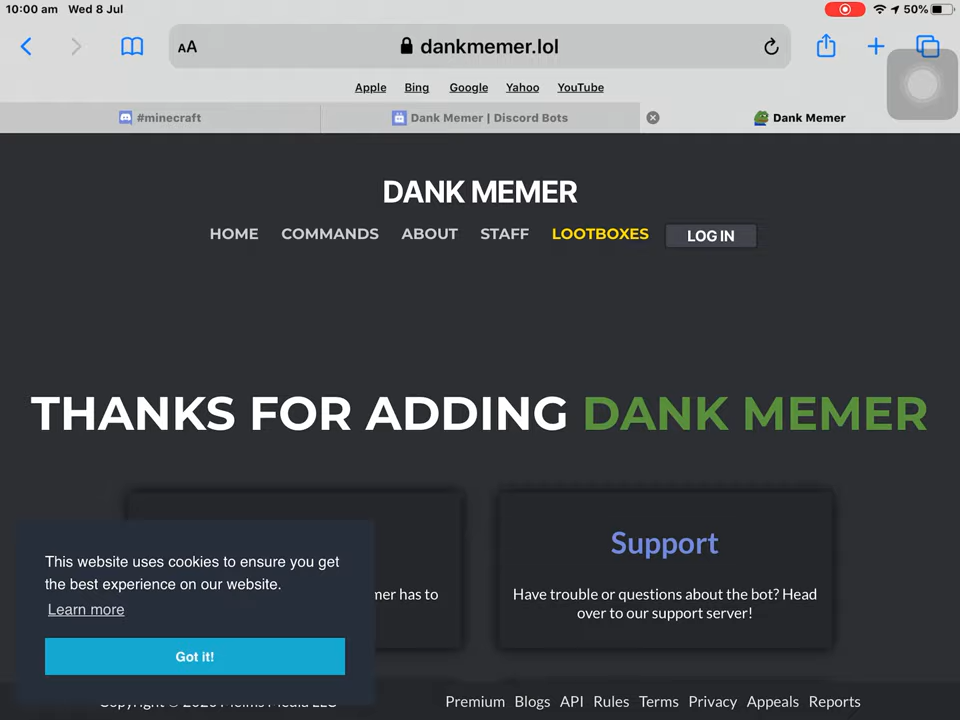 10:00 am Wed 8 Jul 50%
AA dankmemer.lol
Apple Bing Google Yahoo YouTube
#minecraft Dank Memer | Discord Bots Dank Memer
DANK MEMER
HOME COMMANDS ABOUT STAFF LOOTBOXES LOG IN
THANKS FOR ADDING DANK MEMER
Support
Have trouble or questions about the bot? Head
over to our support server!
has to
This website uses cookies to ensure you get
the best experience on our website.
Learn more
Got it!
Premium Blogs API Rules Terms Privacy Appeals Reports